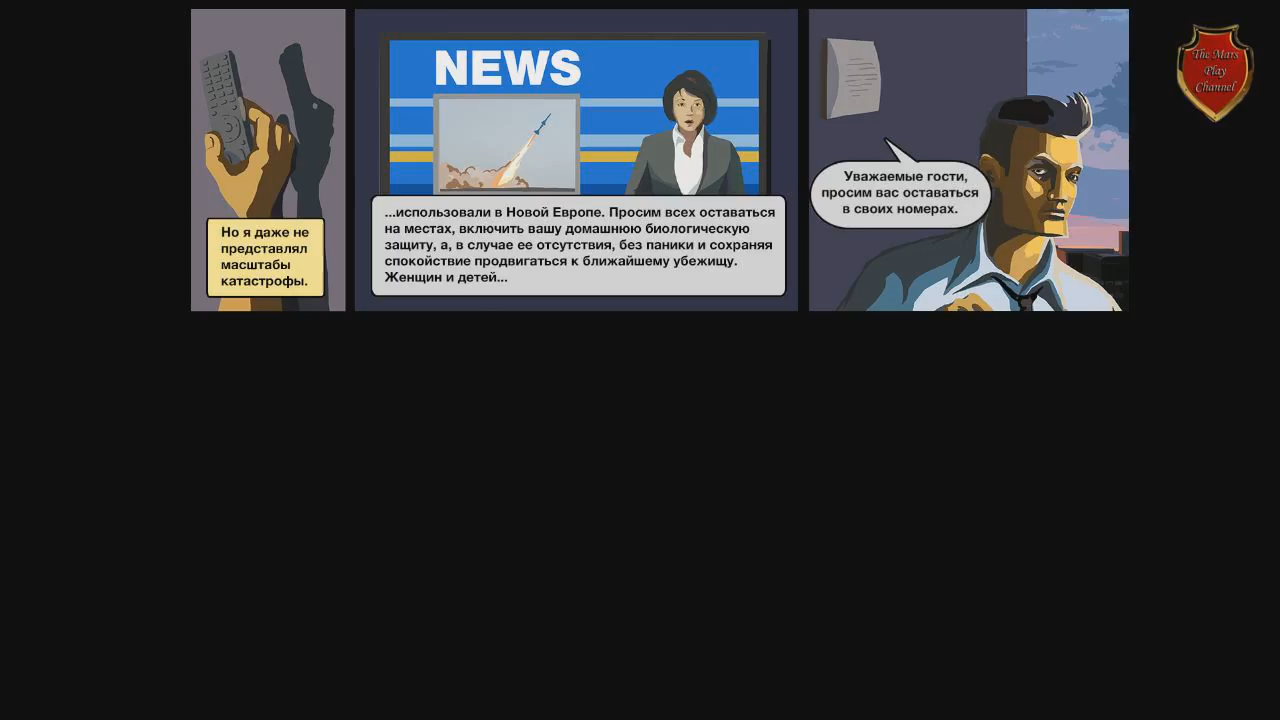 Но я даже не
представлял
масштабы
катастрофы.
NEWS
...использовали в Новой Европе. Просим всех оставаться
на местах, включить вашу домашнюю биологическую
защиту, а, в случае ее отсутствия, без паники и сохраняя
спокойствие продвигаться к ближайшему убежищу.
Женщин и детей...
Уважаемые гости,
просим вас оставаться
в своих номерах.
The Mars
Play
Channel